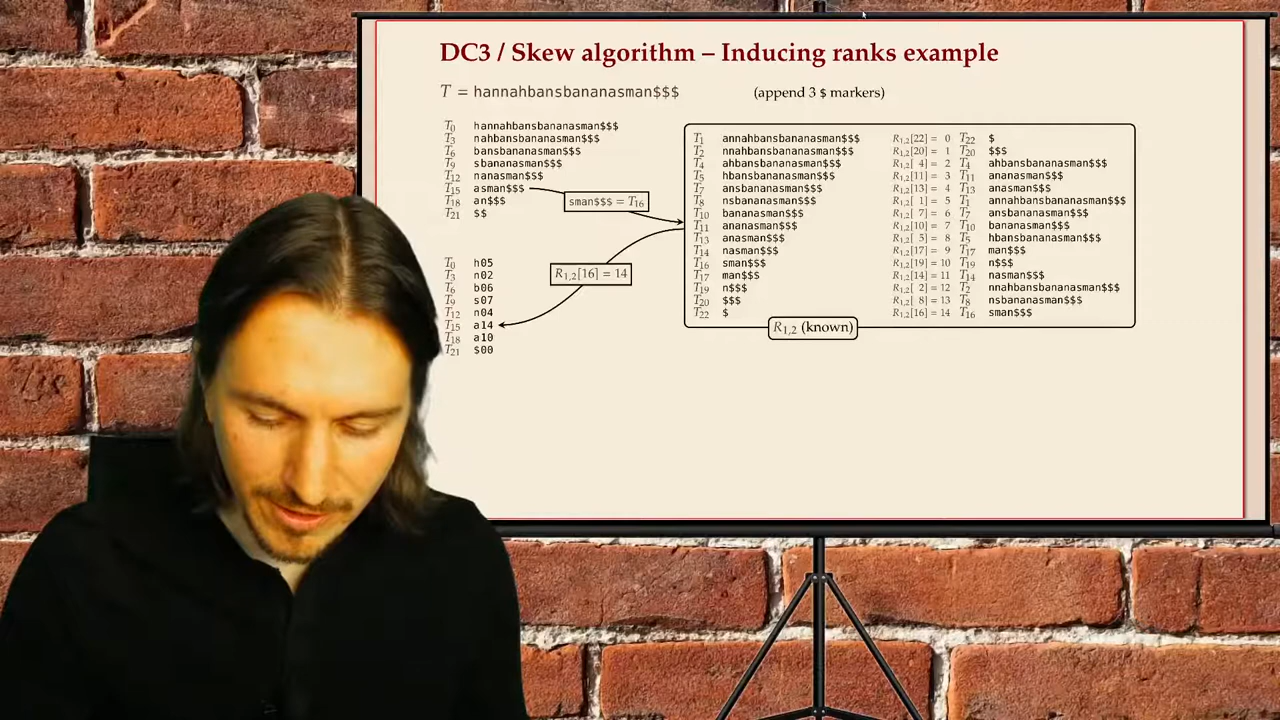 DC3 / Skew algorithm – Inducing ranks example
T = hannahbansbananasman$$$ (append 3 $ markers)
T0 hannahbansbananasman$$$
T3 nahbansbananasman$$$
T6 bansbananasman$$$
T9 sbananasman$$$
T12 nanasman$$$
T15 asman$$$
T18 an$$$
T21 $$
sman$$$ = T16
T0 h05
T3 n02
T6 b06
T9 s07
T12 n04
T15 a14
T18 a10
T21 $00
R1,2[16] = 14
T1 annahbansbananasman$$$
T2 nnahbansbananasman$$$
T4 ahbansbananasman$$$
T5 hbansbananasman$$$
T7 ansbananasman$$$
T8 nsbananasman$$$
T10 bananasman$$$
T11 ananasman$$$
T13 anasman$$$
T14 nasman$$$
T16 sman$$$
T17 man$$$
T19 n$$$
T20 $$$
T22 $
R1,2[22] = 0 T22 $
R1,2[20] = 1 T20 $$$
R1,2[ 4] = 2 T4 ahbansbananasman$$$
R1,2[11] = 3 T11 ananasman$$$
R1,2[13] = 4 T13 anasman$$$
R1,2[ 1] = 5 T1 annahbansbananasman$$$
R1,2[ 7] = 6 T7 ansbananasman$$$
R1,2[10] = 7 T10 bananasman$$$
R1,2[ 5] = 8 T5 hbansbananasman$$$
R1,2[17] = 9 T17 man$$$
R1,2[19] = 10 T19 n$$$
R1,2[14] = 11 T14 nasman$$$
R1,2[ 2] = 12 T2 nnahbansbananasman$$$
R1,2[ 8] = 13 T8 nsbananasman$$$
R1,2[16] = 14 T16 sman$$$
R1,2 (known)